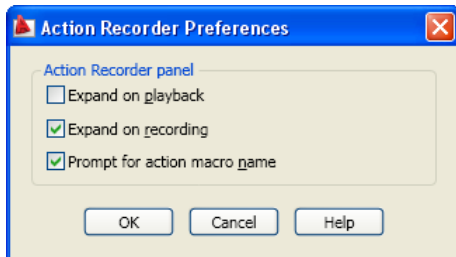 Action Recorder Preferences
Action Recorder panel
Expand on playback
Expand on recording
Prompt for action macro name
OK Cancel Help